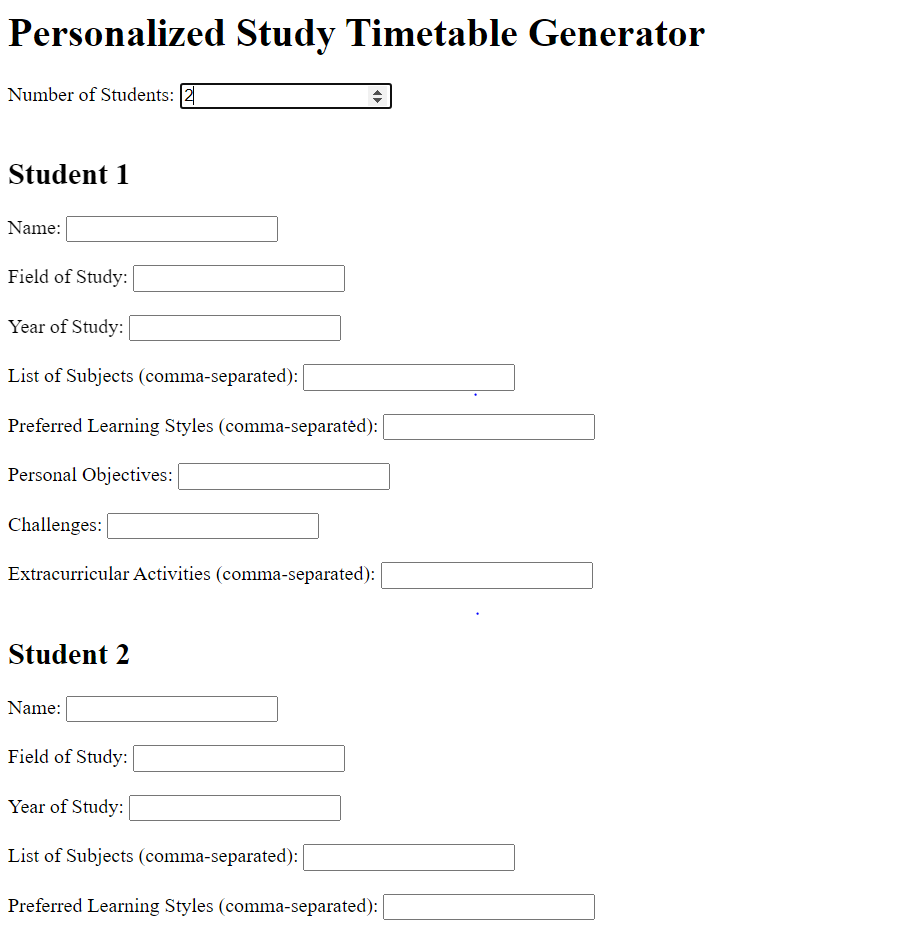 Personalized Study Timetable Generator
Number of Students: 2
Student 1
Name:
Field of Study:
Year of Study:
List of Subjects (comma-separated):
Preferred Learning Styles (comma-separated):
Personal Objectives:
Challenges:
Extracurricular Activities (comma-separated):
Student 2
Name:
Field of Study:
Year of Study:
List of Subjects (comma-separated):
Preferred Learning Styles (comma-separated):